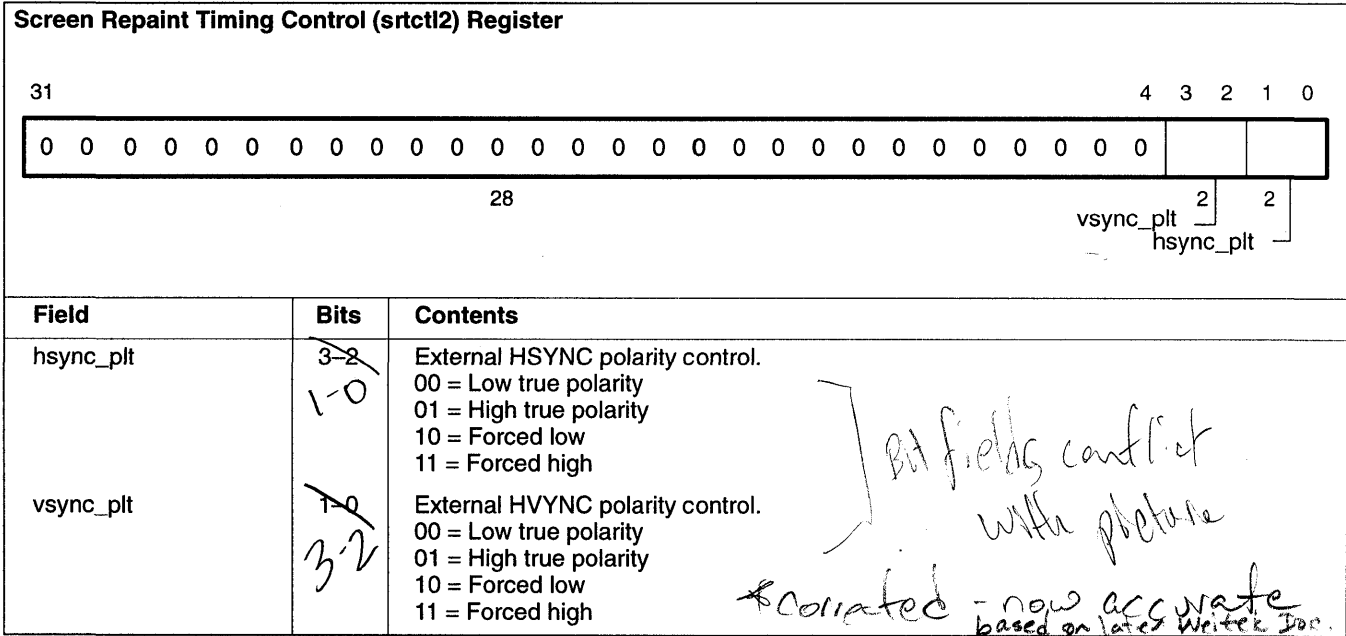 Screen Repaint Timing Control (srtctl2) Register
31 4 3 2 1 0
0 0 0 0 0 0 0 0 0 0 0 0 0 0 0 0 0 0 0 0 0 0 0 0 0 0 0 0
28 2 2
vsync_plt
hsync_plt
Field Bits Contents
hsync_plt 3–2 External HSYNC polarity control.
1-0 00 = Low true polarity
01 = High true polarity
10 = Forced low
11 = Forced high
Bit fields conflict
with picture
vsync_plt 1–0 External HVYNC polarity control.
3-2 00 = Low true polarity
01 = High true polarity
10 = Forced low
11 = Forced high
* corrected - now accurate
based on later Weitek Doc.